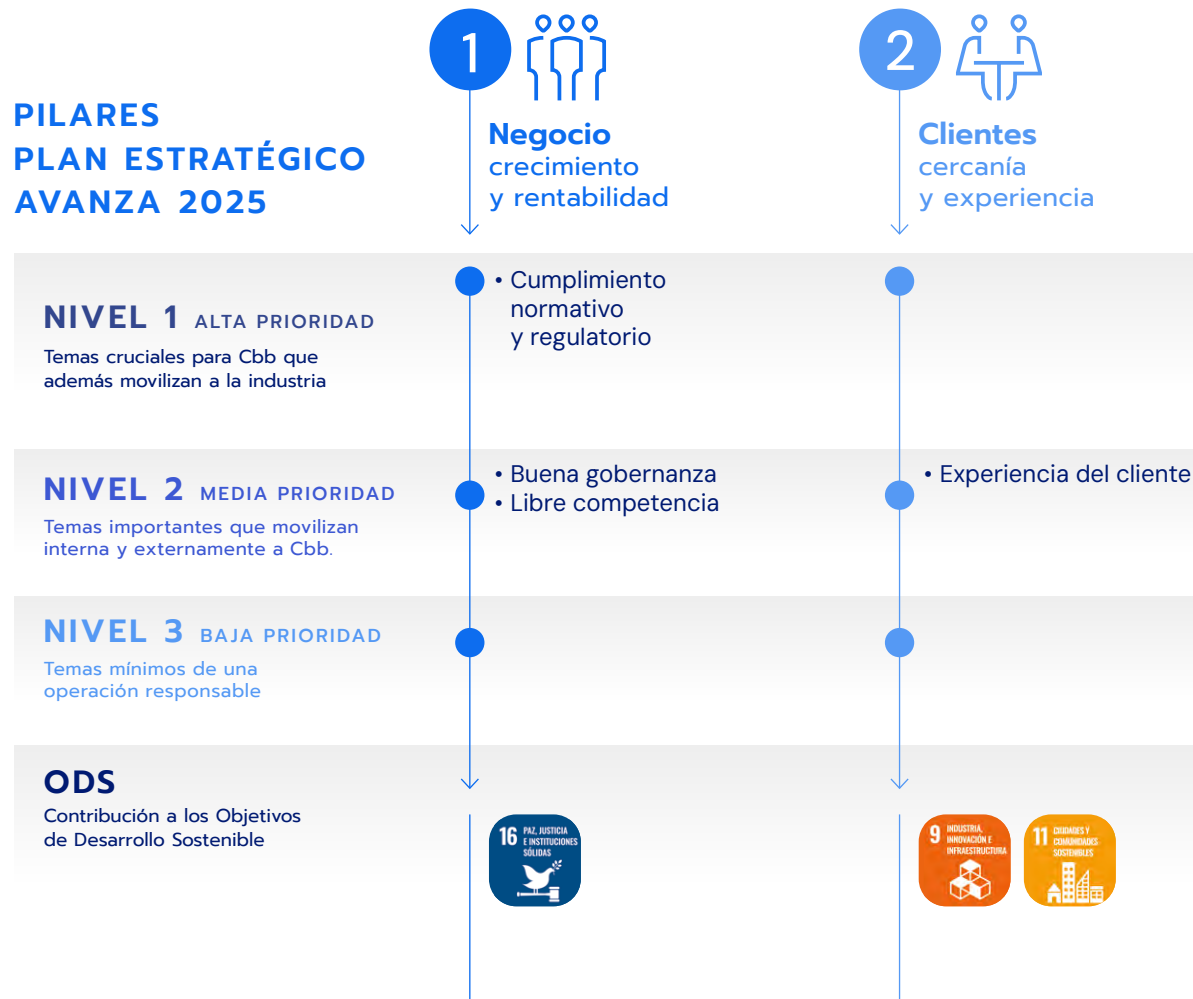 PILARES
PLAN ESTRATÉGICO
AVANZA 2025
1
Negocio
crecimiento
y rentabilidad
2
Clientes
cercanía
y experiencia
NIVEL 1 ALTA PRIORIDAD
Temas cruciales para Cbb que
además movilizan a la industria
• Cumplimiento
normativo
y regulatorio
NIVEL 2 MEDIA PRIORIDAD
Temas importantes que movilizan
interna y externamente a Cbb.
• Buena gobernanza
• Libre competencia
• Experiencia del cliente
NIVEL 3 BAJA PRIORIDAD
Temas mínimos de una
operación responsable
ODS
Contribución a los Objetivos
de Desarrollo Sostenible
16 PAZ, JUSTICIA
E INSTITUCIONES
SÓLIDAS
9 INDUSTRIA,
INNOVACIÓN E
INFRAESTRUCTURA
11 CIUDADES Y
COMUNIDADES
SOSTENIBLES